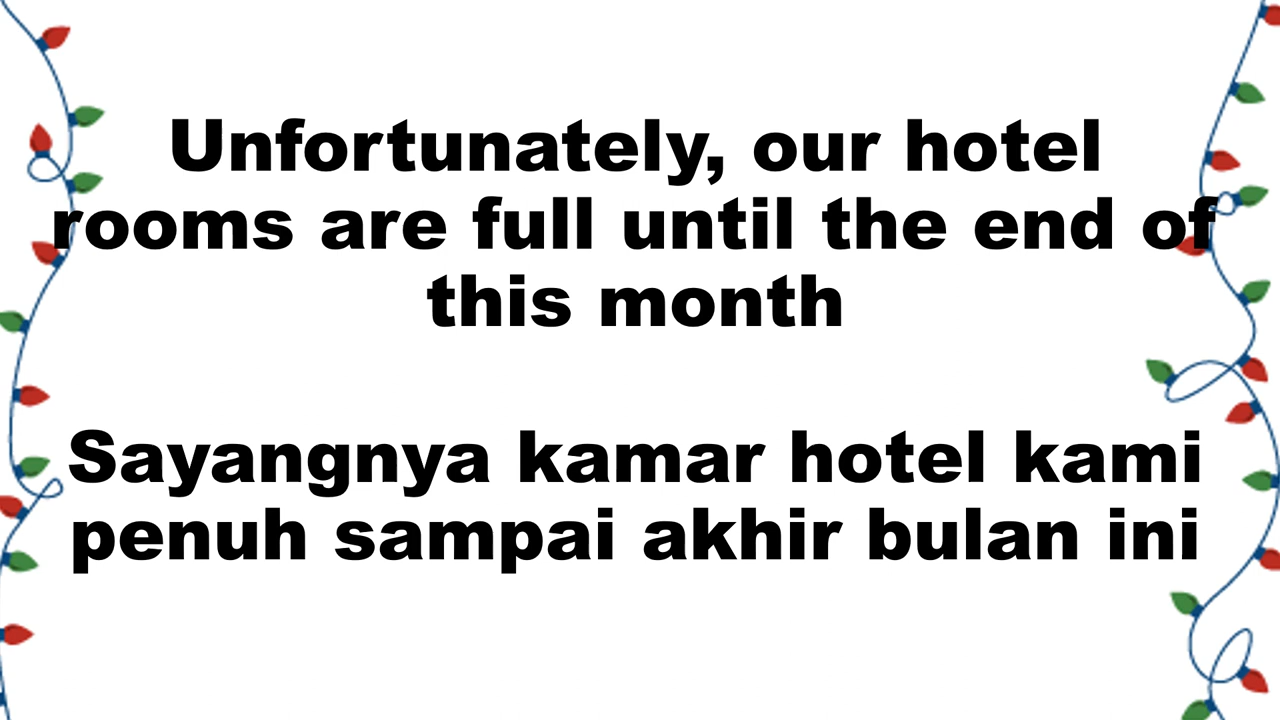 Unfortunately, our hotel
rooms are full until the end of
this month
Sayangnya kamar hotel kami
penuh sampai akhir bulan ini